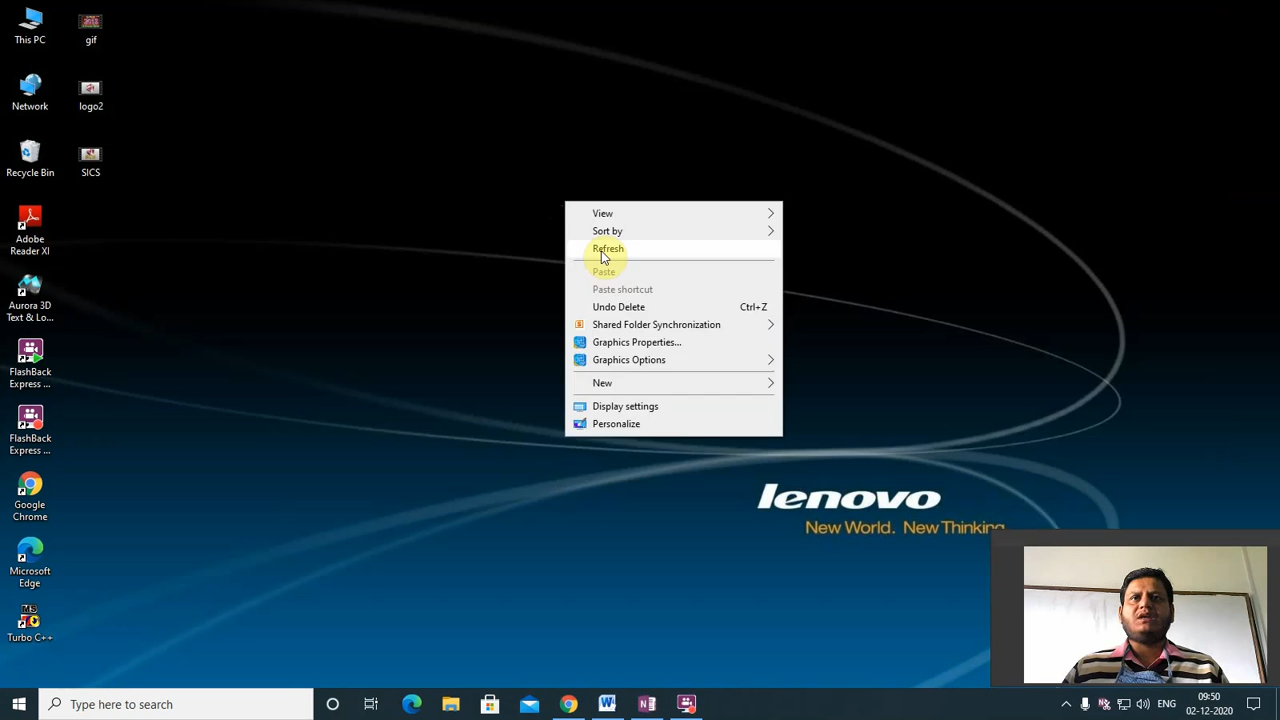 This PC
gif
Network
logo2
Recycle Bin
SICS
Adobe
Reader XI
Aurora 3D
Text & Lo...
FlashBack
Express ...
FlashBack
Express ...
Google
Chrome
Microsoft
Edge
MS
Turbo C++
View
Sort by
Refresh
Paste
Paste shortcut
Undo Delete Ctrl+Z
Shared Folder Synchronization
Graphics Properties...
Graphics Options
New
Display settings
Personalize
lenovo
New World. New Thinking
Type here to search
ENG
09:50
02-12-2020